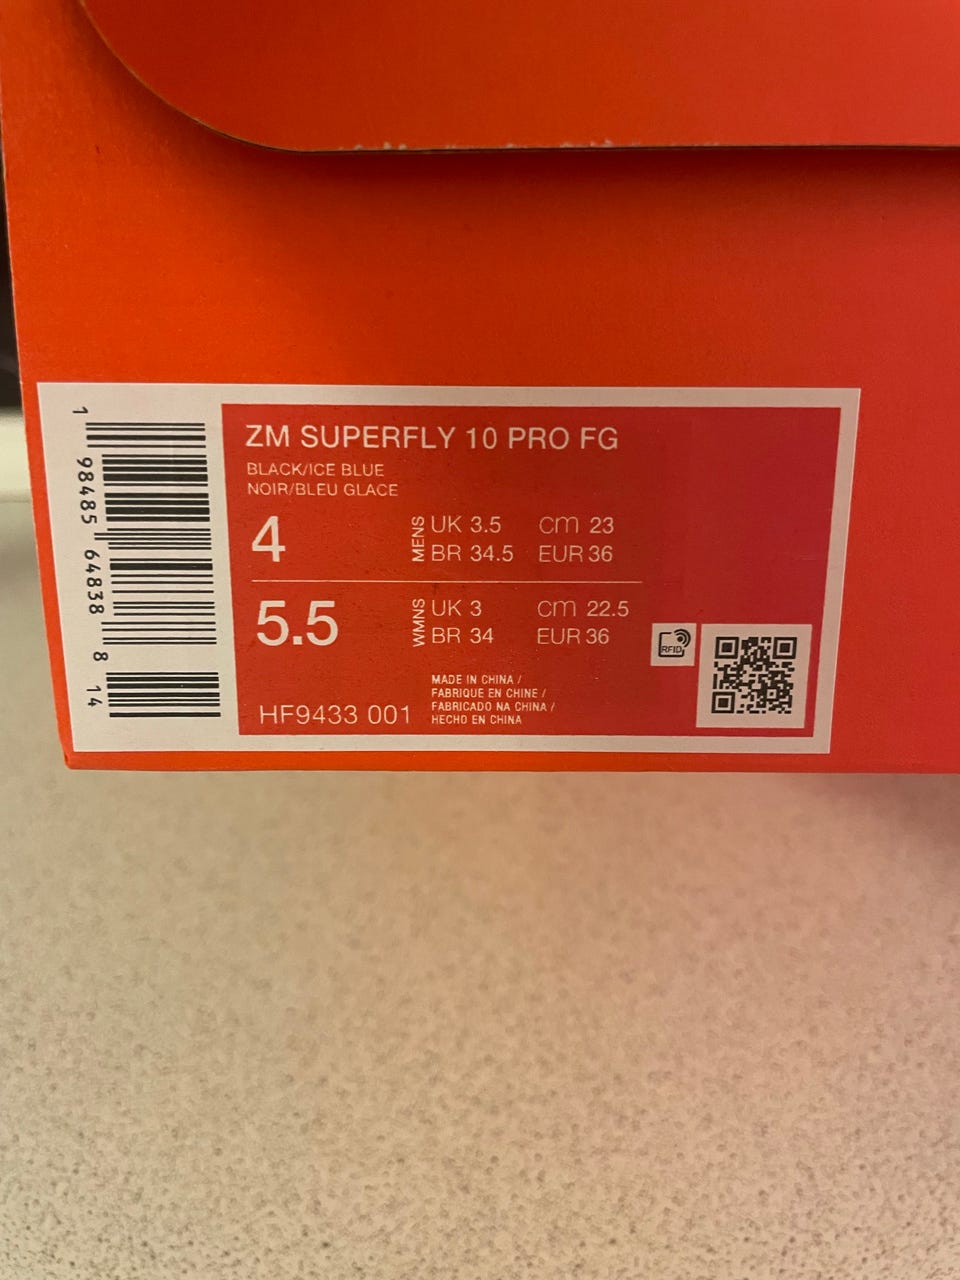 1 98485 64838 8 14
ZM SUPERFLY 10 PRO FG
BLACK/ICE BLUE
NOIR/BLEU GLACE
4
MENS
UK 3.5 cm 23
BR 34.5 EUR 36
5.5
WMNS
UK 3 cm 22.5
BR 34 EUR 36
RFID
HF9433 001
MADE IN CHINA /
FABRIQUE EN CHINE /
FABRICADO NA CHINA /
HECHO EN CHINA